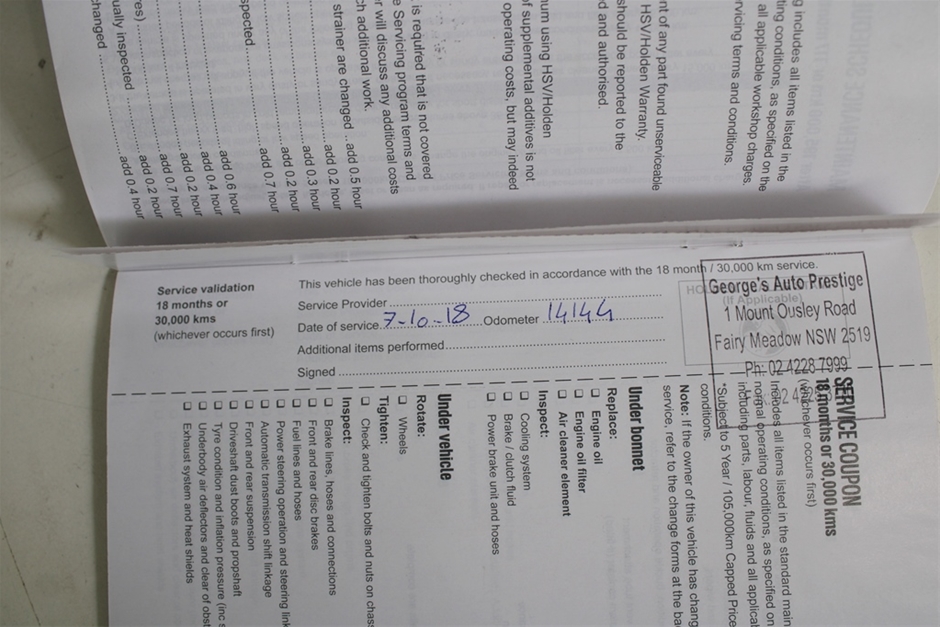 g includes all items listed in the
ting conditions, as specified on the
all applicable workshop charges.
rvicing terms and conditions.
nt of any part found unserviceable
HSV/Holden Warranty.
should be reported to the
d and authorised.
num using HSV/Holden
of supplemental additives is not
operating costs, but may indeed
is required that is not covered
e Servicing program terms and
r will discuss any additional costs
ch additional work.
strainer are changed ... add 0.5 hour
add 0.2 hour
add 0.3 hour
add 0.2 hour
add 0.7 hour
spected
add 0.6 hour
add 0.4 hour
add 0.2 hour
add 0.7 hour
res)
ually inspected ... add 0.2 hour
changed ... add 0.4 hour
Service validation
18 months or
30,000 kms
(whichever occurs first)
This vehicle has been thoroughly checked in accordance with the 18 month / 30,000 km service.
Service Provider
Date of service 7-10-18 Odometer 14144
Additional items performed
Signed
(If Applicable)
George's Auto Prestige
1 Mount Ousley Road
Fairy Meadow NSW 2519
Ph: 02 4228 7999
SERVICE COUPON
18 months or 30,000 kms
(whichever occurs first)
Includes all items listed in the standard main
normal operating conditions, as specified on
including parts, labour, fluids and all applicab
*Subject to 5 Year / 105,000km Capped Price
conditions.
Note: If the owner of this vehicle has chang
service, refer to the change forms at the ba
Under bonnet
Replace:
❑ Engine oil
❑ Engine oil filter
❑ Air cleaner element
Inspect:
❑ Cooling system
❑ Brake / clutch fluid
❑ Power brake unit and hoses
Under vehicle
Rotate:
❑ Wheels
Tighten:
❑ Check and tighten bolts and nuts on chass
Inspect:
❑ Brake lines, hoses and connections
❑ Front and rear disc brakes
❑ Fuel lines and hoses
❑ Power steering operation and steering link
❑ Automatic transmission shift linkage
❑ Front and rear suspension
❑ Driveshaft dust boots and propshaft
❑ Tyre condition and inflation pressure (inc s
❑ Underbody air deflectors and clear of obst
❑ Exhaust system and heat shields